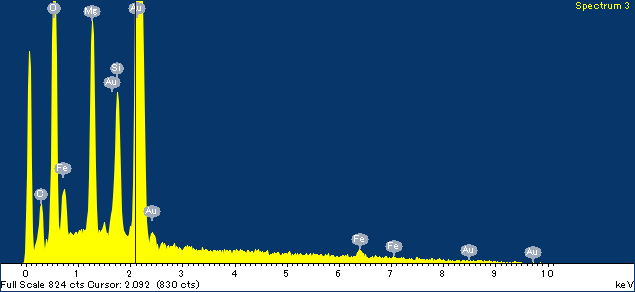 Spectrum 3
O Mg Au
Si
Au
Fe
Au
Fe Fe Au Au
0 1 2 3 4 5 6 7 8 9 10
Full Scale 824 cts Cursor: 2.092 (830 cts) keV